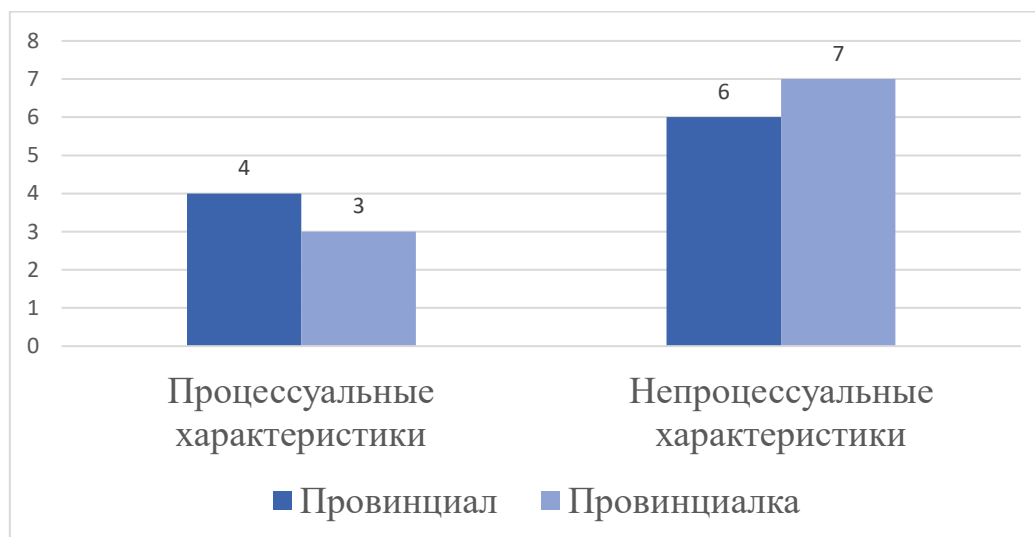 8
7
6
5
4
3
2
1
0
4
3
6
7
Процессуальные
характеристики
Непроцессуальные
характеристики
Провинциал
Провинциалка